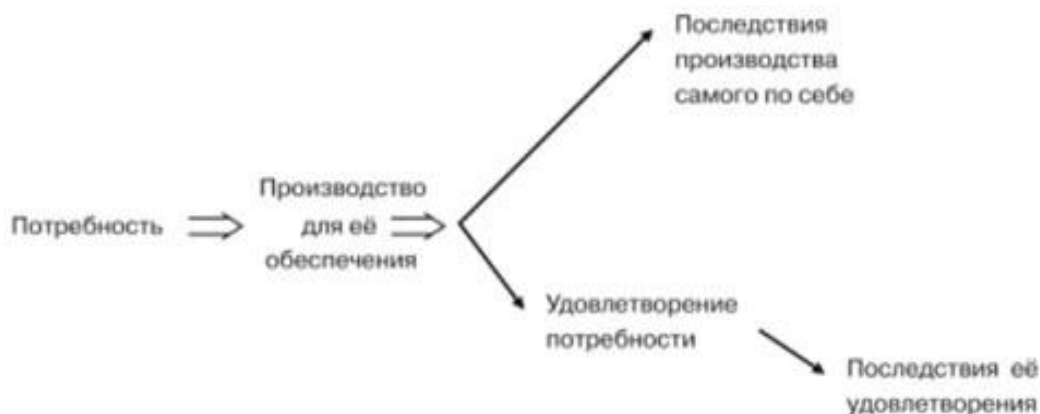 Последствия
производства
самого по себе
Производство
Потребность
для её
обеспечения
Удовлетворение
потребности
Последствия её
удовлетворения